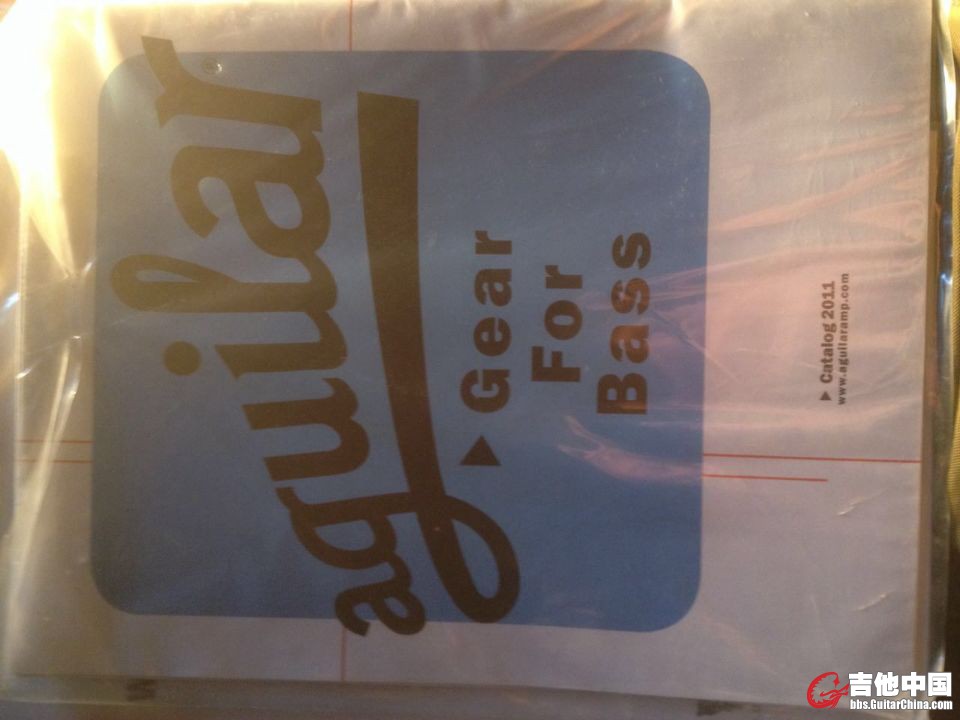 aguilar®
▶ Gear
For
Bass
▶ Catalog 2011
www.aguilaramp.com
吉他中国
bbs.GuitarChina.com